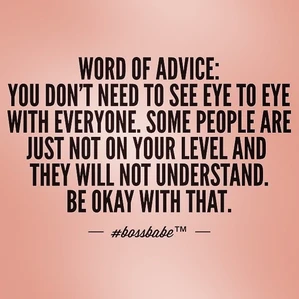 WORD OF ADVICE:
YOU DON'T NEED TO SEE EYE TO EYE
WITH EVERYONE. SOME PEOPLE ARE
JUST NOT ON YOUR LEVEL AND
THEY WILL NOT UNDERSTAND.
BE OKAY WITH THAT.
— #bossbabe™ —